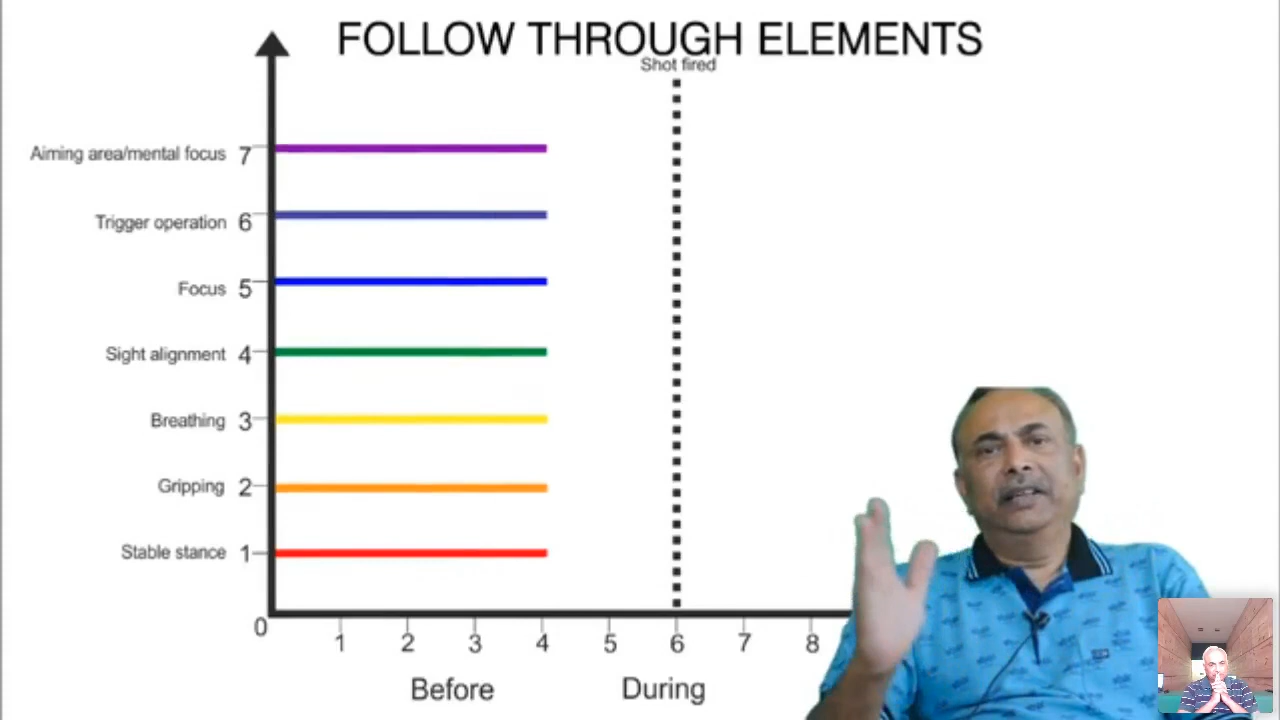 FOLLOW THROUGH ELEMENTS
Shot fired
Aiming area/mental focus 7
Trigger operation 6
Focus 5
Sight alignment 4
Breathing 3
Gripping 2
Stable stance 1
0 1 2 3 4 5 6 7 8
Before During